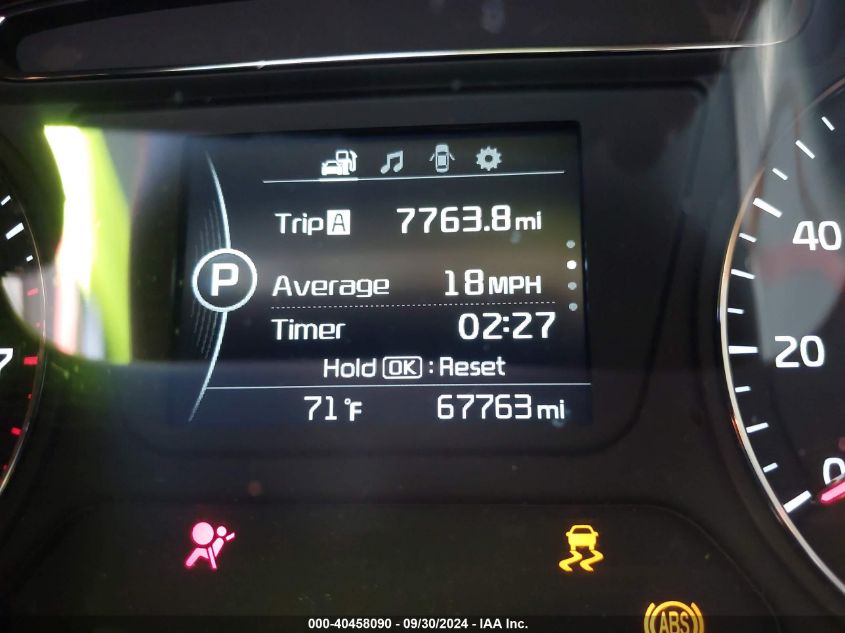 Trip A 7763.8 mi
P
Average 18 MPH
Timer 02:27
Hold OK : Reset
71 °F 67763 mi
7
40
20
0
ABS
000-40458090 - 09/30/2024 - IAA Inc.